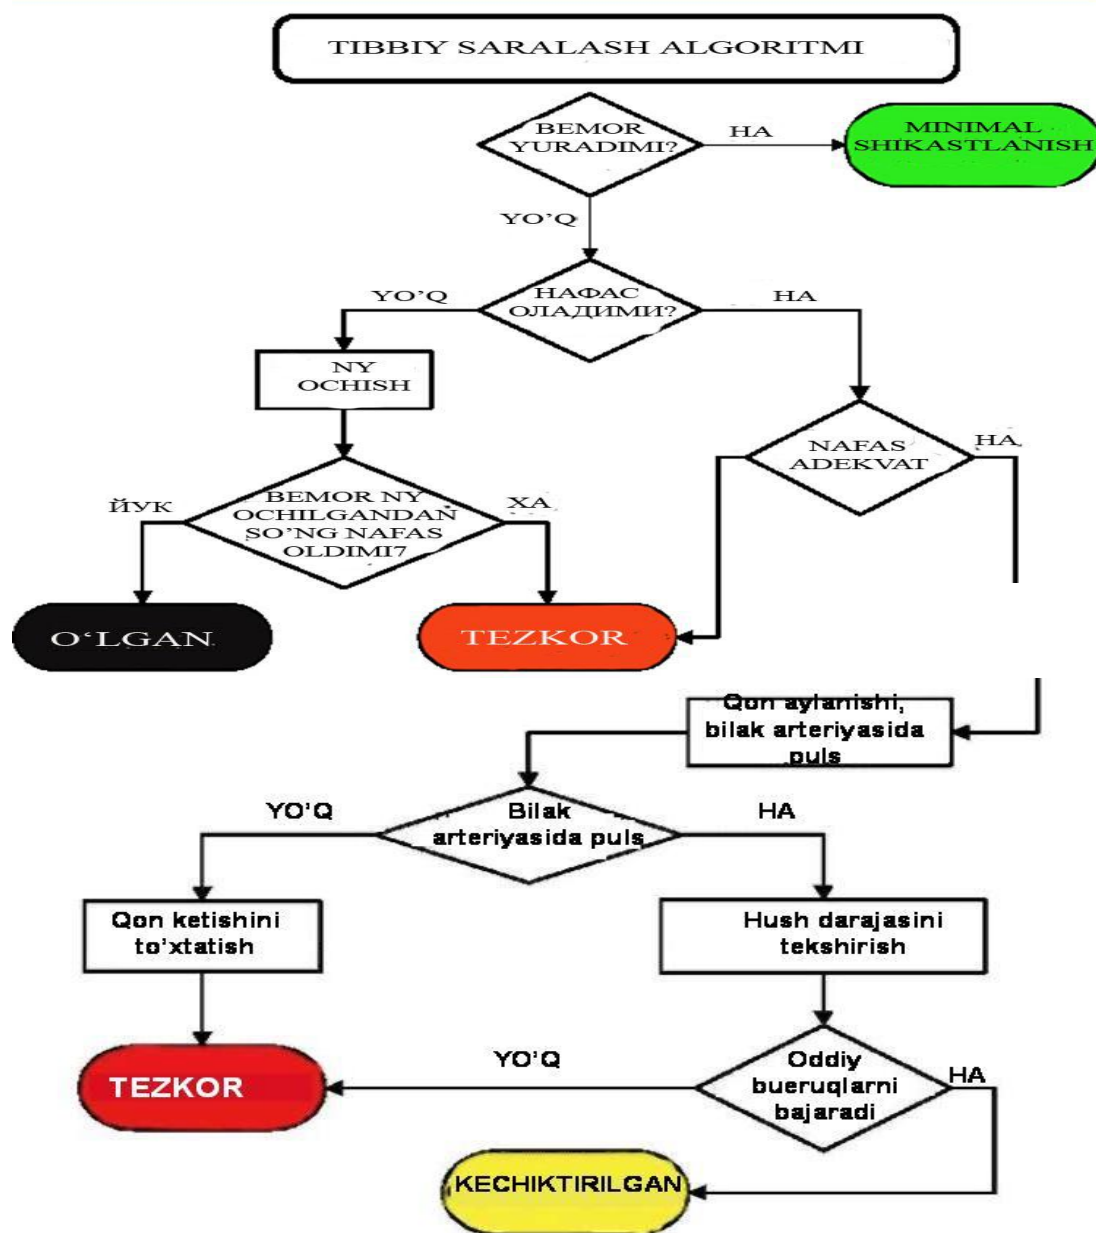 TIBBIY SARALASH ALGORITMI
BEMOR
YURADIMI?
HA
MINIMAL
SHIKASTLANISH
YO’Q
YO’Q
НАФАС
ОЛАДИМИ?
HA
NY
OCHISH
NAFAS
ADEKVAT
HA
ЙУК
BEMOR NY
OCHILGANDAN
SO’NG NAFAS
OLDIMI7
ХА
O‘LGAN
TEZKOR
Qon aylanishi,
bilak arteriyasida
puls
YO’Q
Bilak
arteriyasida puls
HA
Qon ketishini
to’xtatish
Hush darajasini
tekshirish
TEZKOR
YO’Q
Oddiy
bueruqlarni
bajaradi
HA
KECHIKTIRILGAN